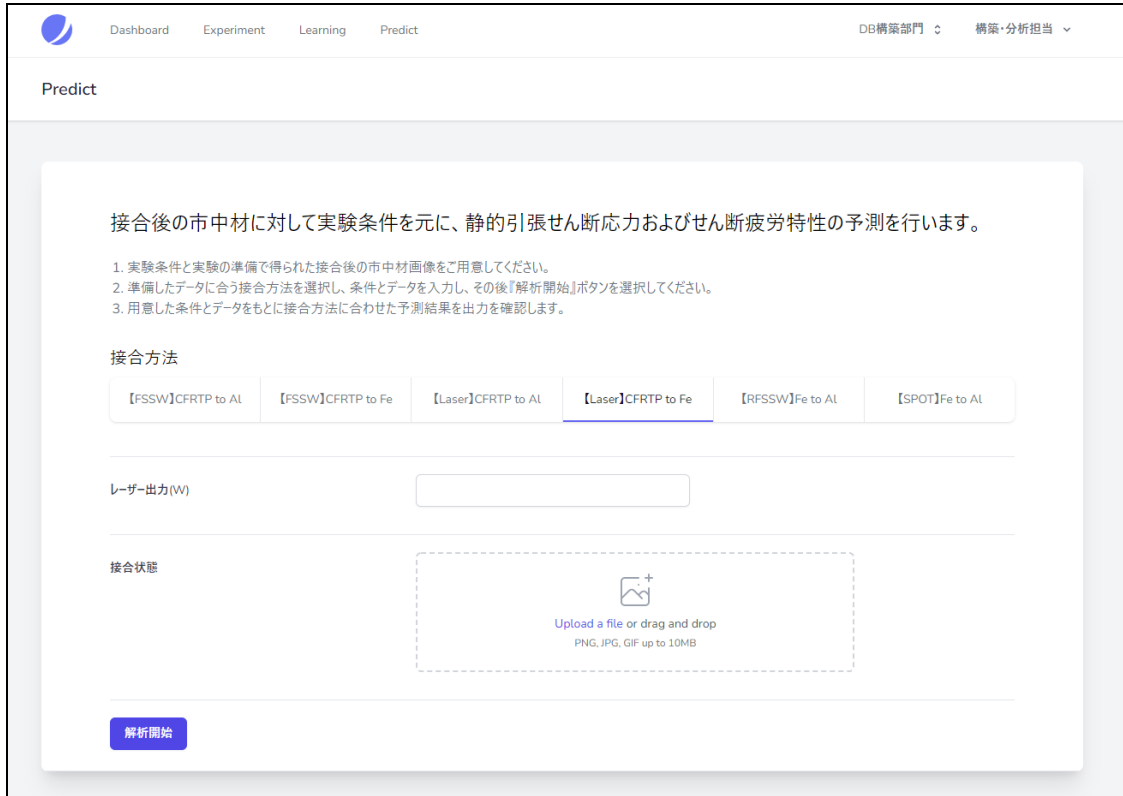 Dashboard Experiment Learning Predict DB構築部門 構築・分析担当
Predict
接合後の市中材に対して実験条件を元に、静的引張せん断応力およびせん断疲労特性の予測を行います。
1. 実験条件と実験の準備で得られた接合後の市中材画像をご用意してください。
2. 準備したデータに合う接合方法を選択し、条件とデータを入力し、その後『解析開始』ボタンを選択してください。
3. 用意した条件とデータをもとに接合方法に合わせた予測結果を出力を確認します。
接合方法
【FSSW】CFRTP to Al 【FSSW】CFRTP to Fe 【Laser】CFRTP to Al 【Laser】CFRTP to Fe 【RFSSW】Fe to Al 【SPOT】Fe to Al
レーザー出力(W)
接合状態
Upload a file or drag and drop
PNG, JPG, GIF up to 10MB
解析開始